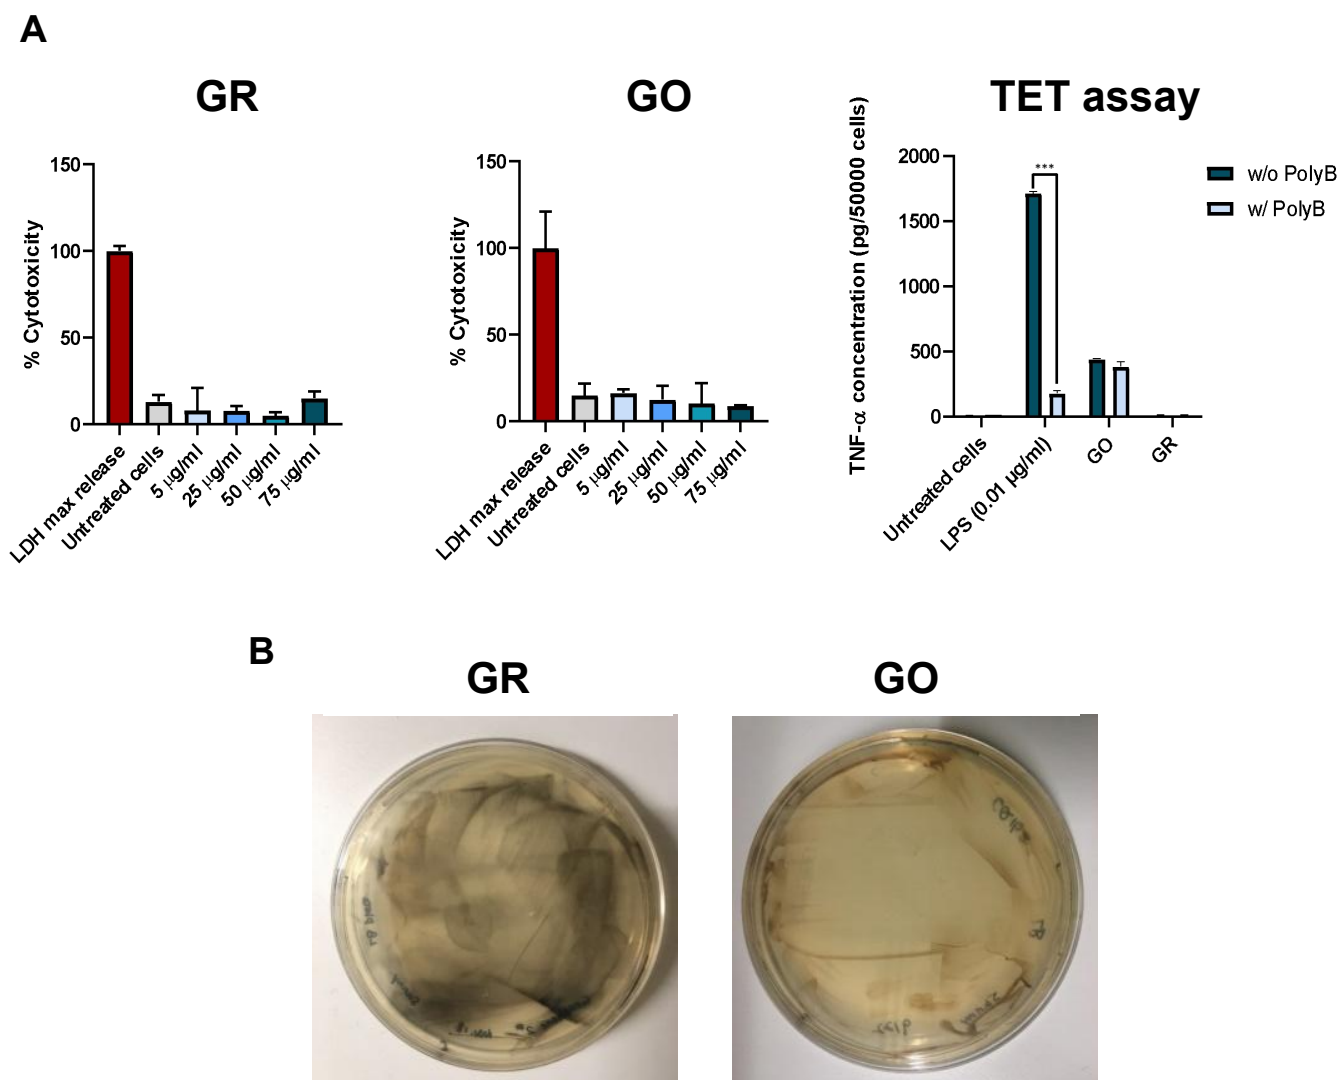 A
GR
GO
TET assay
% Cytotoxicity
150
100
50
0
LDH max release
Untreated cells
5 µg/ml
25 µg/ml
50 µg/ml
75 µg/ml
% Cytotoxicity
150
100
50
0
LDH max release
Untreated cells
5 µg/ml
25 µg/ml
50 µg/ml
75 µg/ml
TNF-α concentration (pg/50000 cells)
2000
1500
1000
500
0
***
Untreated cells
LPS (0.01 µg/ml)
GO
GR
w/o PolyB
w/ PolyB
B
GR
GO